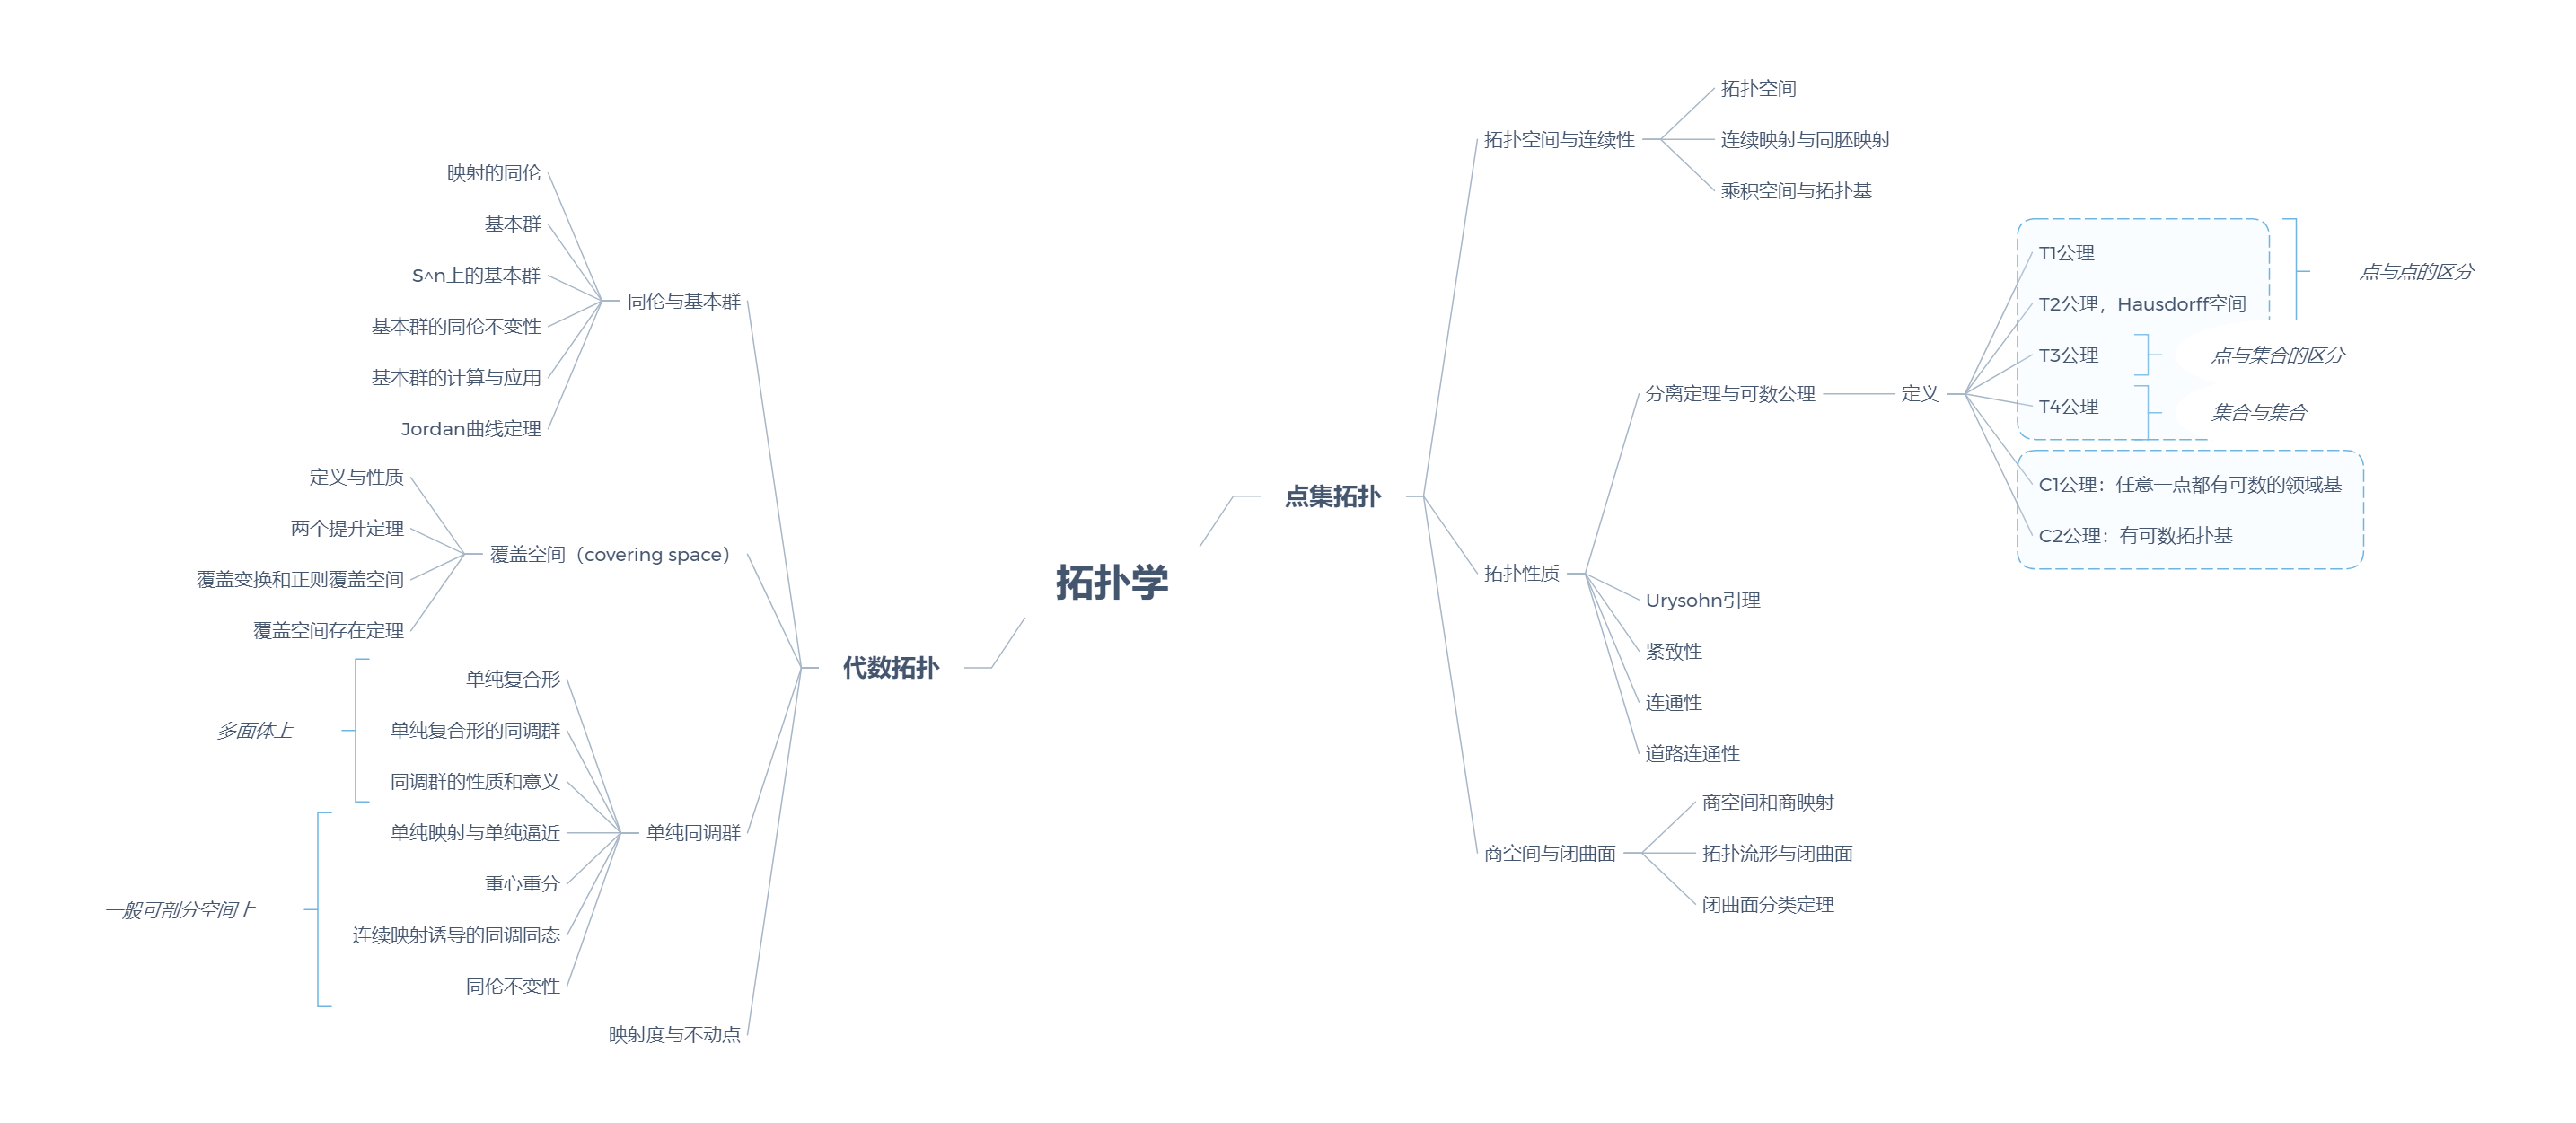 拓扑学
点集拓扑
拓扑空间与连续性
拓扑空间
连续映射与同胚映射
乘积空间与拓扑基
拓扑性质
分离定理与可数公理
定义
T1公理
T2公理，Hausdorff空间
点与点的区分
T3公理
点与集合的区分
T4公理
集合与集合
C1公理：任意一点都有可数的领域基
C2公理：有可数拓扑基
Urysohn引理
紧致性
连通性
道路连通性
商空间与闭曲面
商空间和商映射
拓扑流形与闭曲面
闭曲面分类定理
代数拓扑
同伦与基本群
映射的同伦
基本群
S^n上的基本群
基本群的同伦不变性
基本群的计算与应用
Jordan曲线定理
覆盖空间（covering space）
定义与性质
两个提升定理
覆盖变换和正则覆盖空间
覆盖空间存在定理
单纯同调群
单纯复合形
单纯复合形的同调群
同调群的性质和意义
多面体上
单纯映射与单纯逼近
重心重分
连续映射诱导的同调同态
同伦不变性
一般可剖分空间上
映射度与不动点